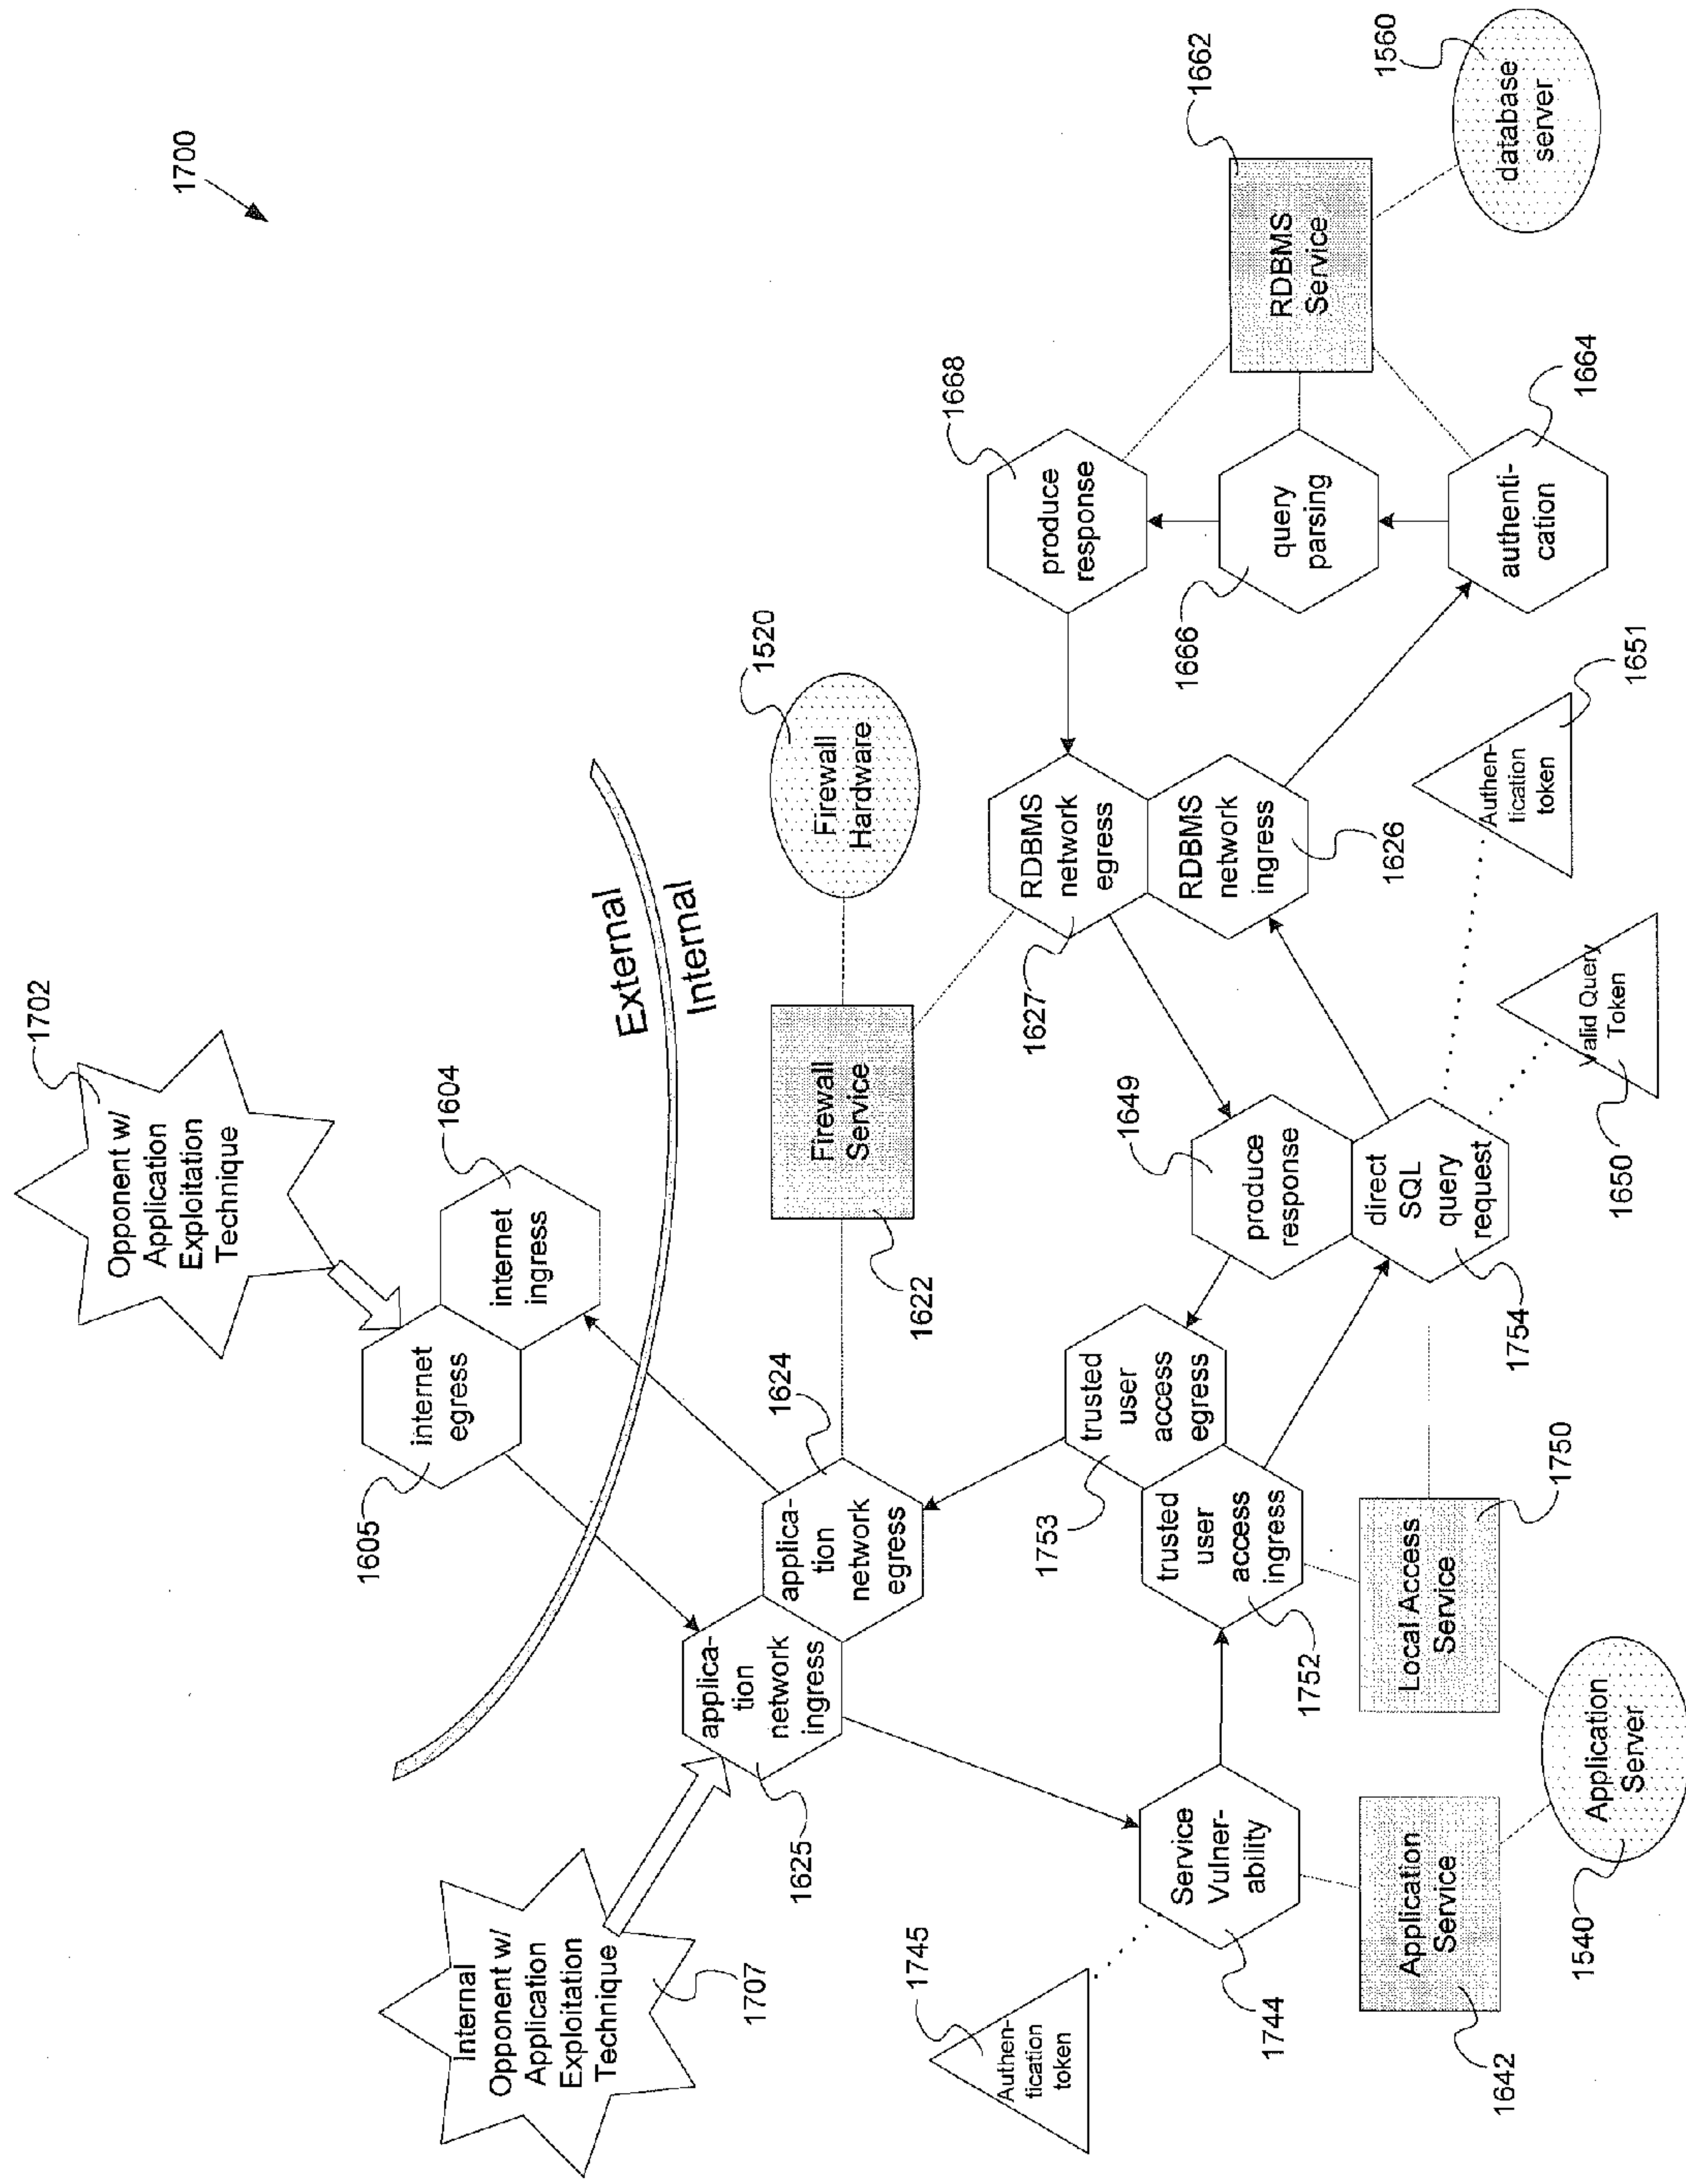 1700
1702
Opponent w/
Application
Exploitation
Technique
1604
internet
ingress
internet
egress
1605
External
Internal
Internal
Opponent w/
Application
Exploitation
Technique
1707
applica-
tion
network
ingress
1625
applica-
tion
network
egress
1624
Firewall
Service
1622
Firewall
Hardware
1520
1745
Authen-
tication
token
Service
Vulner-
ability
1744
trusted
user
access
ingress
1752
trusted
user
access
egress
1753
produce
response
1649
direct
SQL
query
request
1754
RDBMS
network
egress
1627
RDBMS
network
ingress
1626
produce
response
1668
query
parsing
1666
authenti-
cation
1664
RDBMS
Service
1662
database
server
1560
Application
Service
1642
Local Access
Service
1750
Application
Server
1540
Valid Query
Token
1650
Authen-
tication
token
1651